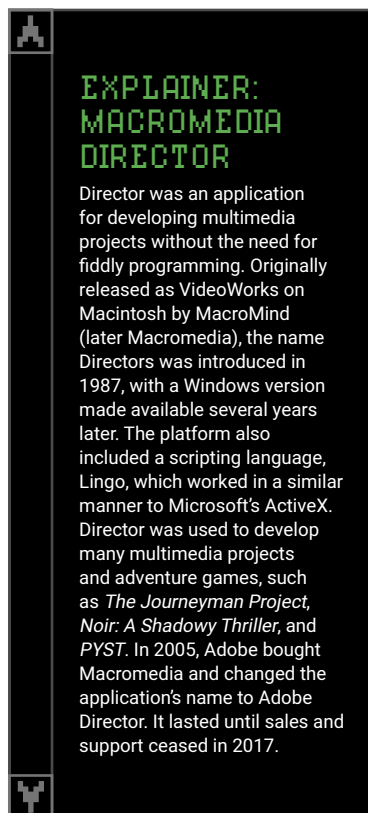 EXPLAINER:
MACROMEDIA
DIRECTOR
Director was an application
for developing multimedia
projects without the need for
fiddly programming. Originally
released as VideoWorks on
Macintosh by MacroMind
(later Macromedia), the name
Directors was introduced in
1987, with a Windows version
made available several years
later. The platform also
included a scripting language,
Lingo, which worked in a similar
manner to Microsoft’s ActiveX.
Director was used to develop
many multimedia projects
and adventure games, such
as The Journeyman Project,
Noir: A Shadowy Thriller, and
PYST. In 2005, Adobe bought
Macromedia and changed the
application’s name to Adobe
Director. It lasted until sales and
support ceased in 2017.